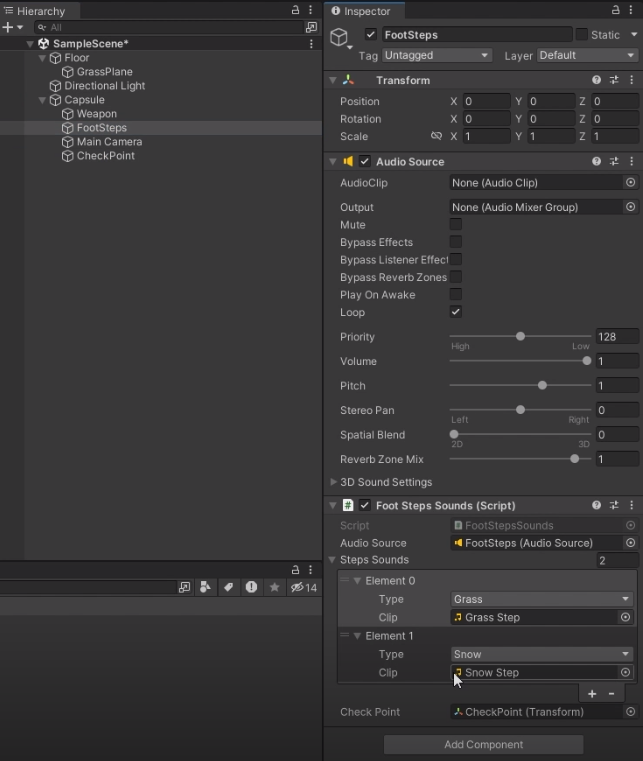 Hierarchy
All
SampleScene*
Floor
GrassPlane
Directional Light
Capsule
Weapon
FootSteps
Main Camera
CheckPoint
14
Inspector
FootSteps
Static
Tag Untagged Layer Default
Transform
Position X 0 Y 0 Z 0
Rotation X 0 Y 0 Z 0
Scale X 1 Y 1 Z 1
Audio Source
AudioClip None (Audio Clip)
Output None (Audio Mixer Group)
Mute
Bypass Effects
Bypass Listener Effect
Bypass Reverb Zones
Play On Awake
Loop
Priority 128
High Low
Volume 1
Pitch 1
Stereo Pan 0
Left Right
Spatial Blend 0
2D 3D
Reverb Zone Mix 1
3D Sound Settings
# Foot Steps Sounds (Script)
Script FootStepsSounds
Audio Source FootSteps (Audio Source)
Steps Sounds 2
Element 0
Type Grass
Clip Grass Step
Element 1
Type Snow
Clip Snow Step
+ -
Check Point CheckPoint (Transform)
Add Component